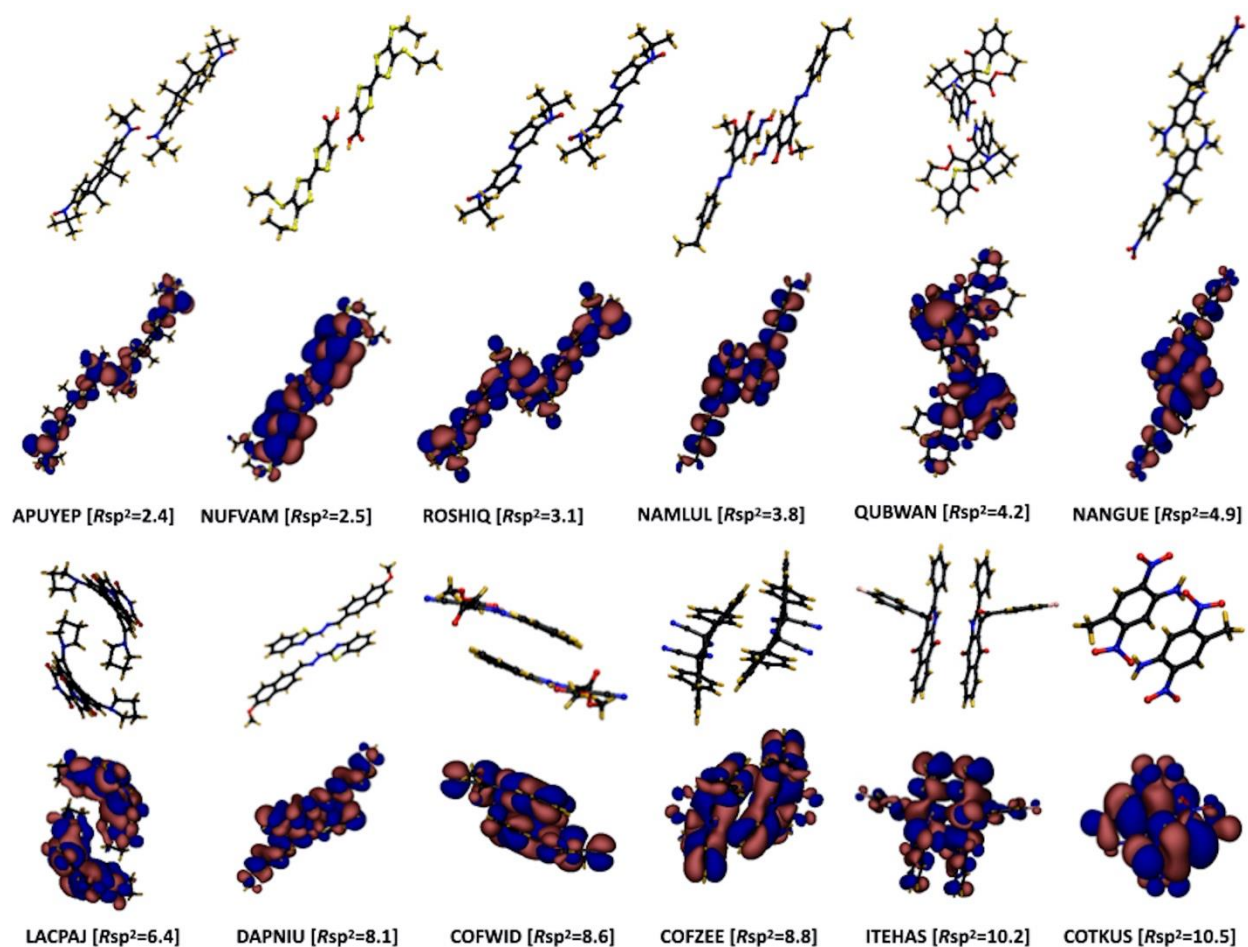 APUYEP [Rsp²=2.4] NUFVAM [Rsp²=2.5] ROSHIQ [Rsp²=3.1] NAMLUL [Rsp²=3.8] QUBWAN [Rsp²=4.2] NANGUE [Rsp²=4.9]
LACPAJ [Rsp²=6.4] DAPNIU [Rsp²=8.1] COFWID [Rsp²=8.6] COFZEE [Rsp²=8.8] ITEHAS [Rsp²=10.2] COTKUS [Rsp²=10.5]